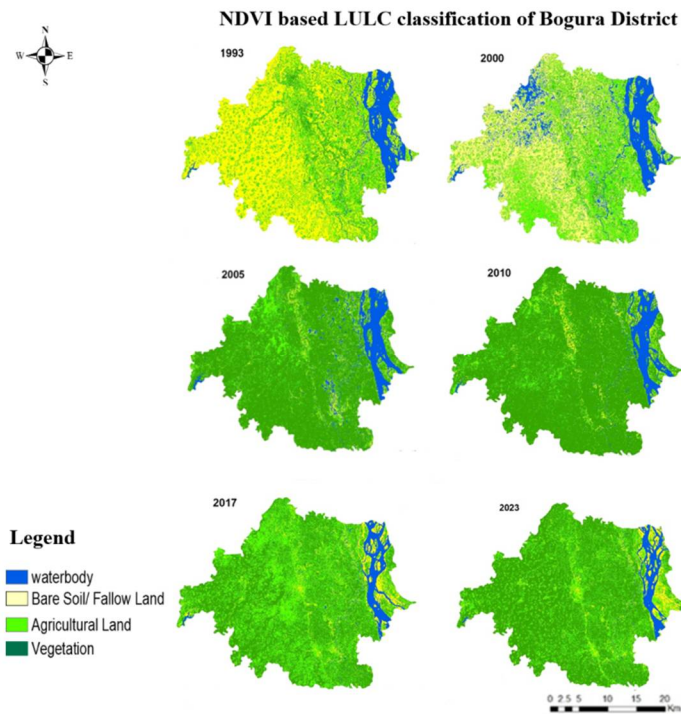 NDVI based LULC classification of Bogura District
N
W E
S
1993
2000
2005
2010
2017
2023
Legend
waterbody
Bare Soil/ Fallow Land
Agricultural Land
Vegetation
0 2.5 5 10 15 20
Km